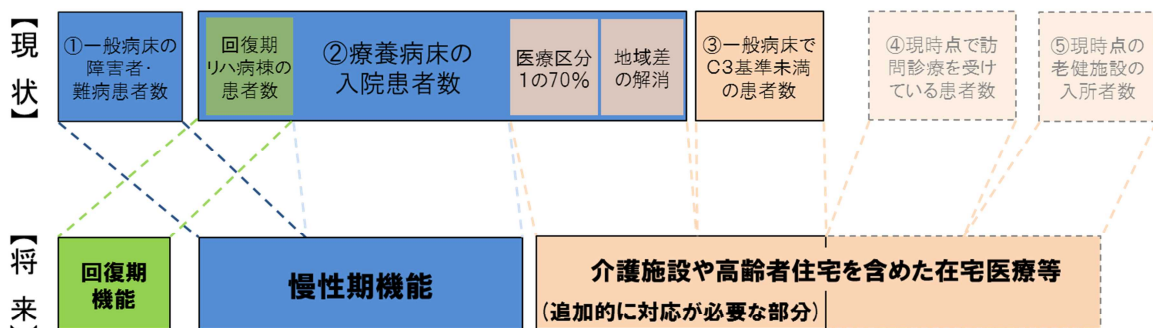 【現状】
①一般病床の
障害者・
難病患者数
回復期
リハ病棟の
患者数
②療養病床の
入院患者数
医療区分
1の70%
地域差
の解消
③一般病床で
C3基準未満
の患者数
④現時点で訪
問診療を受け
ている患者数
⑤現時点の
老健施設の
入所者数
【将来】
回復期
機能
慢性期機能
介護施設や高齢者住宅を含めた在宅医療等
(追加的に対応が必要な部分)